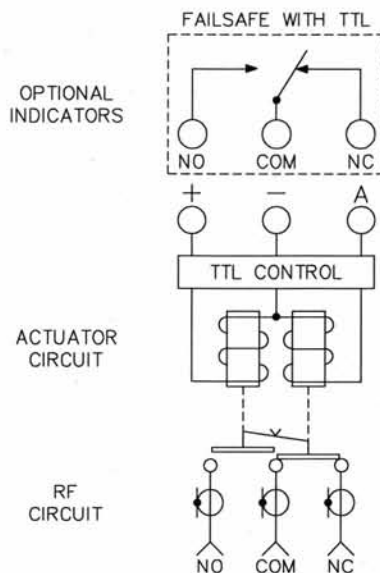 FAILSAFE WITH TTL
OPTIONAL
INDICATORS
NO COM NC
+ − A
TTL CONTROL
ACTUATOR
CIRCUIT
RF
CIRCUIT
NO COM NC